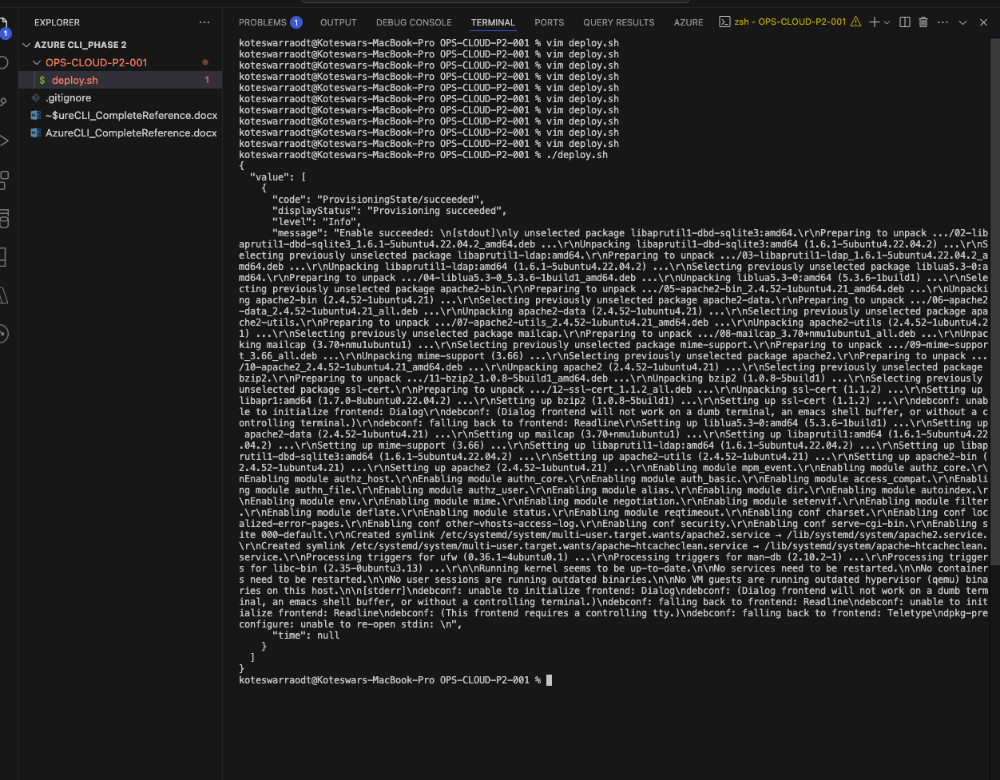 EXPLORER ...
AZURE CLI_PHASE 2
OPS-CLOUD-P2-001
$ deploy.sh 1
.gitignore
~$ureCLI_CompleteReference.docx
AzureCLI_CompleteReference.docx
1
PROBLEMS 1 OUTPUT DEBUG CONSOLE TERMINAL PORTS QUERY RESULTS AZURE zsh - OPS-CLOUD-P2-001
koteswarraodt@Koteswars-MacBook-Pro OPS-CLOUD-P2-001 % vim deploy.sh
koteswarraodt@Koteswars-MacBook-Pro OPS-CLOUD-P2-001 % vim deploy.sh
koteswarraodt@Koteswars-MacBook-Pro OPS-CLOUD-P2-001 % vim deploy.sh
koteswarraodt@Koteswars-MacBook-Pro OPS-CLOUD-P2-001 % vim deploy.sh
koteswarraodt@Koteswars-MacBook-Pro OPS-CLOUD-P2-001 % vim deploy.sh
koteswarraodt@Koteswars-MacBook-Pro OPS-CLOUD-P2-001 % vim deploy.sh
koteswarraodt@Koteswars-MacBook-Pro OPS-CLOUD-P2-001 % vim deploy.sh
koteswarraodt@Koteswars-MacBook-Pro OPS-CLOUD-P2-001 % vim deploy.sh
koteswarraodt@Koteswars-MacBook-Pro OPS-CLOUD-P2-001 % vim deploy.sh
koteswarraodt@Koteswars-MacBook-Pro OPS-CLOUD-P2-001 % vim deploy.sh
koteswarraodt@Koteswars-MacBook-Pro OPS-CLOUD-P2-001 % ./deploy.sh
{
  "value": [
    {
      "code": "ProvisioningState/succeeded",
      "displayStatus": "Provisioning succeeded",
      "level": "Info",
      "message": "Enable succeeded: \n[stdout]\nly unselected package libaprutil1-dbd-sqlite3:amd64.\r\nPreparing to unpack .../02-lib
aprutil1-dbd-sqlite3_1.6.1-5ubuntu4.22.04.2_amd64.deb ...\r\nUnpacking libaprutil1-dbd-sqlite3:amd64 (1.6.1-5ubuntu4.22.04.2) ...\r\nS
electing previously unselected package libaprutil1-ldap:amd64.\r\nPreparing to unpack .../03-libaprutil1-ldap_1.6.1-5ubuntu4.22.04.2_a
md64.deb ...\r\nUnpacking libaprutil1-ldap:amd64 (1.6.1-5ubuntu4.22.04.2) ...\r\nSelecting previously unselected package liblua5.3-0:a
md64.\r\nPreparing to unpack .../04-liblua5.3-0_5.3.6-1build1_amd64.deb ...\r\nUnpacking liblua5.3-0:amd64 (5.3.6-1build1) ...\r\nSele
cting previously unselected package apache2-bin.\r\nPreparing to unpack .../05-apache2-bin_2.4.52-1ubuntu4.21_amd64.deb ...\r\nUnpacki
ng apache2-bin (2.4.52-1ubuntu4.21) ...\r\nSelecting previously unselected package apache2-data.\r\nPreparing to unpack .../06-apache2
-data_2.4.52-1ubuntu4.21_all.deb ...\r\nUnpacking apache2-data (2.4.52-1ubuntu4.21) ...\r\nSelecting previously unselected package apa
che2-utils.\r\nPreparing to unpack .../07-apache2-utils_2.4.52-1ubuntu4.21_amd64.deb ...\r\nUnpacking apache2-utils (2.4.52-1ubuntu4.2
1) ...\r\nSelecting previously unselected package mailcap.\r\nPreparing to unpack .../08-mailcap_3.70+nmu1ubuntu1_all.deb ...\r\nUnpac
king mailcap (3.70+nmu1ubuntu1) ...\r\nSelecting previously unselected package mime-support.\r\nPreparing to unpack .../09-mime-suppor
t_3.66_all.deb ...\r\nUnpacking mime-support (3.66) ...\r\nSelecting previously unselected package apache2.\r\nPreparing to unpack ...
/10-apache2_2.4.52-1ubuntu4.21_amd64.deb ...\r\nUnpacking apache2 (2.4.52-1ubuntu4.21) ...\r\nSelecting previously unselected package 
bzip2.\r\nPreparing to unpack .../11-bzip2_1.0.8-5build1_amd64.deb ...\r\nUnpacking bzip2 (1.0.8-5build1) ...\r\nSelecting previously 
unselected package ssl-cert.\r\nPreparing to unpack .../12-ssl-cert_1.1.2_all.deb ...\r\nUnpacking ssl-cert (1.1.2) ...\r\nSetting up 
libapr1:amd64 (1.7.0-8ubuntu0.22.04.2) ...\r\nSetting up bzip2 (1.0.8-5build1) ...\r\nSetting up ssl-cert (1.1.2) ...\r\ndebconf: unab
le to initialize frontend: Dialog\r\ndebconf: (Dialog frontend will not work on a dumb terminal, an emacs shell buffer, or without a c
ontrolling terminal.)\r\ndebconf: falling back to frontend: Readline\r\nSetting up liblua5.3-0:amd64 (5.3.6-1build1) ...\r\nSetting up
 apache2-data (2.4.52-1ubuntu4.21) ...\r\nSetting up mailcap (3.70+nmu1ubuntu1) ...\r\nSetting up libaprutil1:amd64 (1.6.1-5ubuntu4.22
.04.2) ...\r\nSetting up mime-support (3.66) ...\r\nSetting up libaprutil1-ldap:amd64 (1.6.1-5ubuntu4.22.04.2) ...\r\nSetting up libap
rutil1-dbd-sqlite3:amd64 (1.6.1-5ubuntu4.22.04.2) ...\r\nSetting up apache2-utils (2.4.52-1ubuntu4.21) ...\r\nSetting up apache2-bin (
2.4.52-1ubuntu4.21) ...\r\nSetting up apache2 (2.4.52-1ubuntu4.21) ...\r\nEnabling module mpm_event.\r\nEnabling module authz_core.\r\
nEnabling module authz_host.\r\nEnabling module authn_core.\r\nEnabling module auth_basic.\r\nEnabling module access_compat.\r\nEnabli
ng module authn_file.\r\nEnabling module authz_user.\r\nEnabling module alias.\r\nEnabling module dir.\r\nEnabling module autoindex.\r
\nEnabling module env.\r\nEnabling module mime.\r\nEnabling module negotiation.\r\nEnabling module setenvif.\r\nEnabling module filter
.\r\nEnabling module deflate.\r\nEnabling module status.\r\nEnabling module reqtimeout.\r\nEnabling conf charset.\r\nEnabling conf loc
alized-error-pages.\r\nEnabling conf other-vhosts-access-log.\r\nEnabling conf security.\r\nEnabling conf serve-cgi-bin.\r\nEnabling s
ite 000-default.\r\nCreated symlink /etc/systemd/system/multi-user.target.wants/apache2.service → /lib/systemd/system/apache2.service.
\r\nCreated symlink /etc/systemd/system/multi-user.target.wants/apache-htcacheclean.service → /lib/systemd/system/apache-htcacheclean.
service.\r\nProcessing triggers for ufw (0.36.1-4ubuntu0.1) ...\r\nProcessing triggers for man-db (2.10.2-1) ...\r\nProcessing trigger
s for libc-bin (2.35-0ubuntu3.13) ...\r\n\r\nRunning kernel seems to be up-to-date.\n\nNo services need to be restarted.\n\nNo container
s need to be restarted.\n\nNo user sessions are running outdated binaries.\n\nNo VM guests are running outdated hypervisor (qemu) bina
ries on this host.\n\n[stderr]\ndebconf: unable to initialize frontend: Dialog\ndebconf: (Dialog frontend will not work on a dumb term
inal, an emacs shell buffer, or without a controlling terminal.)\ndebconf: falling back to frontend: Readline\ndebconf: unable to init
ialize frontend: Readline\ndebconf: (This frontend requires a controlling tty.)\ndebconf: falling back to frontend: Teletype\ndpkg-pre
configure: unable to re-open stdin: \n",
      "time": null
    }
  ]
}
koteswarraodt@Koteswars-MacBook-Pro OPS-CLOUD-P2-001 %